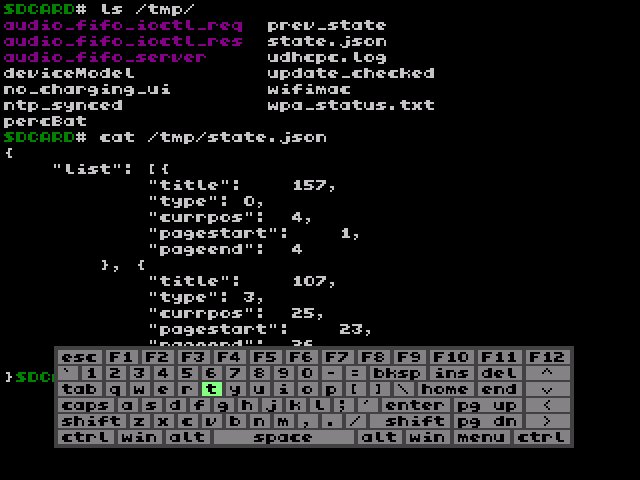 SDCARD# ls /tmp/
audio_fifo_ioctl_req prev_state
audio_fifo_ioctl_res state.json
audio_fifo_server udhcpc.log
deviceModel update_checked
no_charging_ui wifimac
ntp_synced wpa_status.txt
percBat
SDCARD# cat /tmp/state.json
{
"list": [{
"title": 157,
"type": 0,
"currpos": 4,
"pagestart": 1,
"pageend": 4
}, {
"title": 107,
"type": 3,
"currpos": 25,
"pagestart": 23,
esc F1 F2 F3 F4 F5 F6 F7 F8 F9 F10 F11 F12
` 1 2 3 4 5 6 7 8 9 0 - = bksp ins del ^
}SDC
tab q w e r t y u i o p [ ] \ home end v
caps a s d f g h j k l ; ' enter pg up <
shift z x c v b n m , . / shift pg dn >
ctrl win alt space alt win menu ctrl